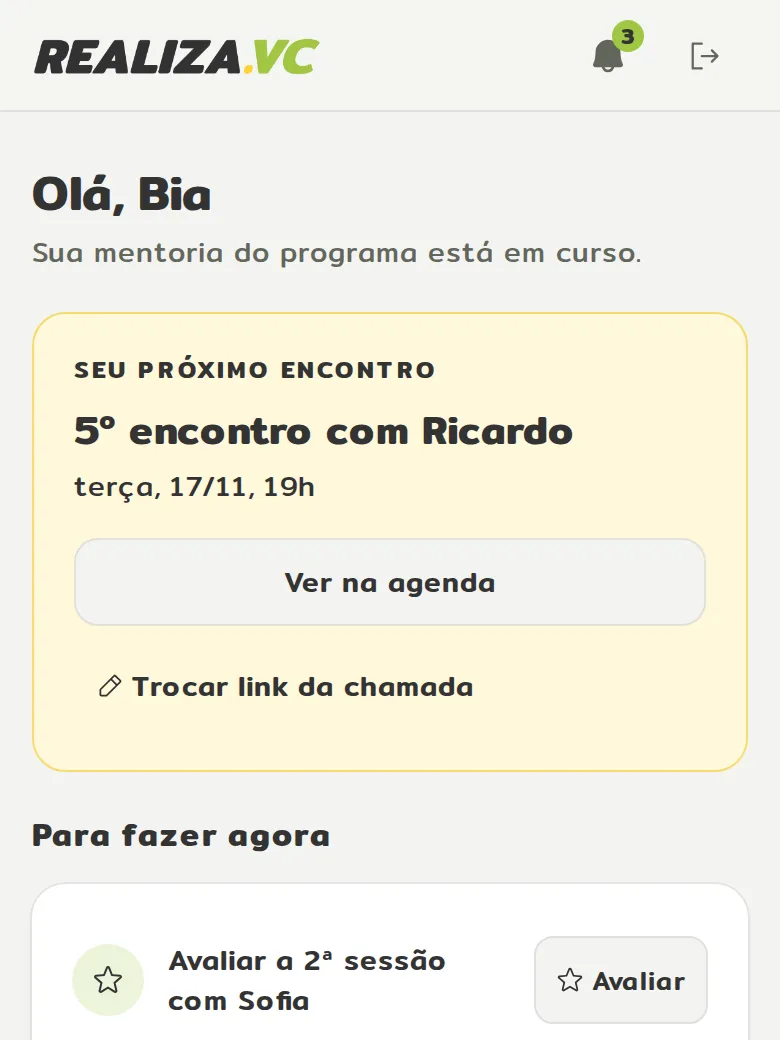 REALIZA.VC
3
Olá, Bia
Sua mentoria do programa está em curso.
SEU PRÓXIMO ENCONTRO
5º encontro com Ricardo
terça, 17/11, 19h
Ver na agenda
Trocar link da chamada
Para fazer agora
Avaliar a 2ª sessão
com Sofia
Avaliar